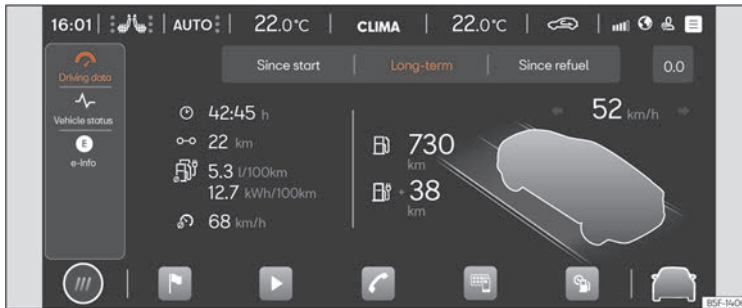 16:01 AUTO 22.0°C CLIMA 22.0°C
Driving data
Since start Long-term Since refuel 0.0
Vehicle status
E
e-Info
42:45 h
22 km
5.3 l/100km
12.7 kWh/100km
68 km/h
730
km
+ 38
km
52 km/h
B5F-1406